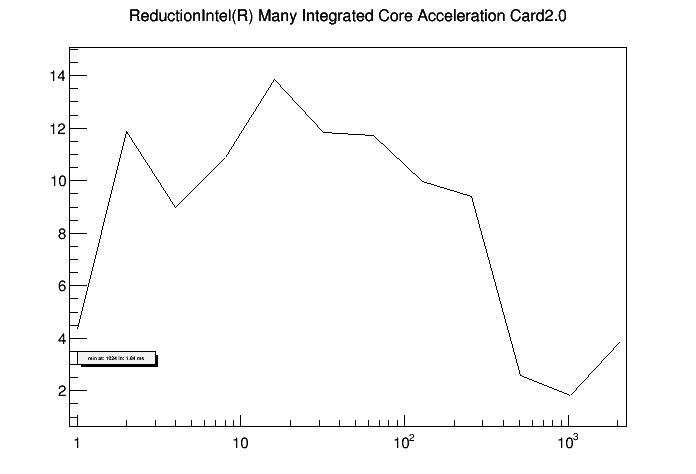 ReductionIntel(R) Many Integrated Core Acceleration Card2.0
14
12
10
8
6
4
min at: 1024 in: 1.84 ms
2
1 10 10² 10³